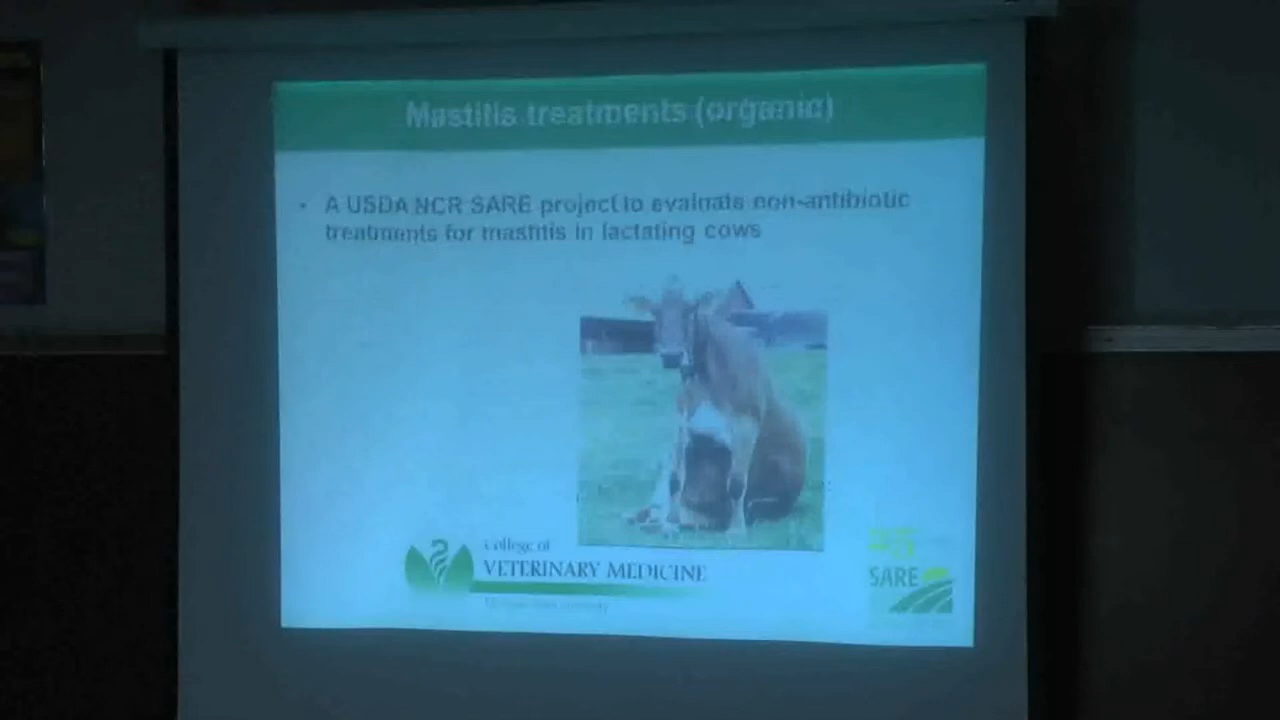 Mastitis treatments (organic)
• A USDA NCR SARE project to evaluate non-antibiotic
treatments for mastitis in lactating cows
College of
VETERINARY MEDICINE
SARE